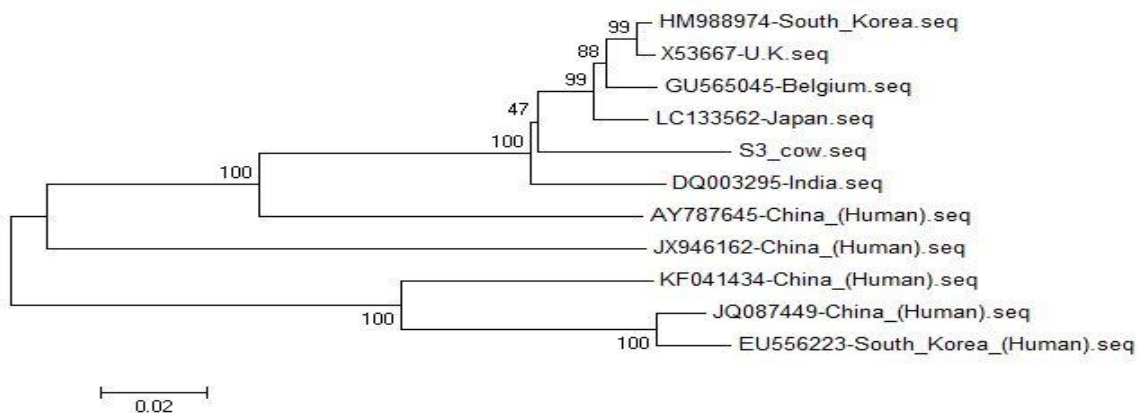 99 HM988974-South_Korea.seq
88 X53667-U.K.seq
99 GU565045-Belgium.seq
47 LC133562-Japan.seq
100 S3_cow.seq
100 DQ003295-India.seq
AY787645-China_(Human).seq
JX946162-China_(Human).seq
KF041434-China_(Human).seq
100 JQ087449-China_(Human).seq
100 EU556223-South_Korea_(Human).seq
0.02